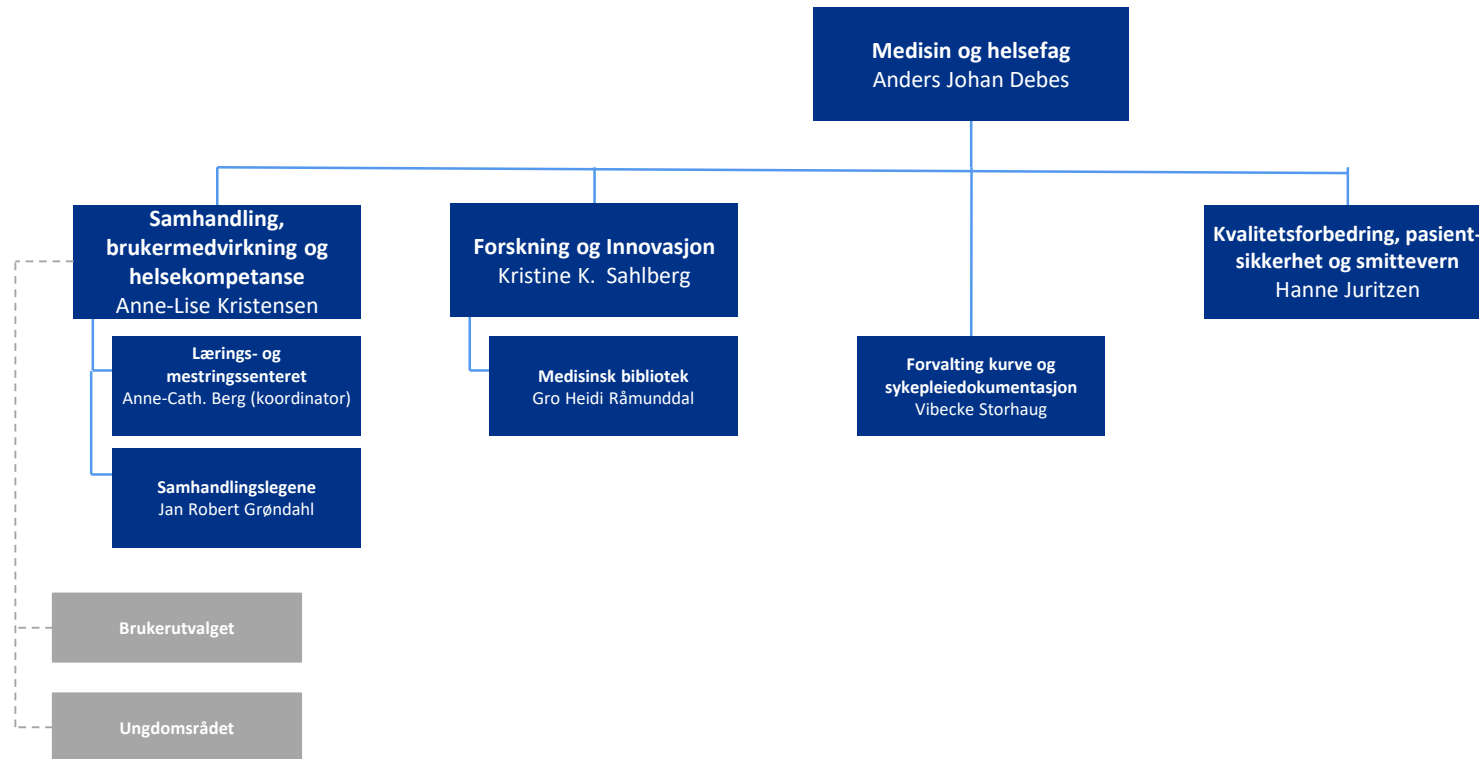 Medisin og helsefag
Anders Johan Debes
Samhandling,
brukermedvirkning og
helsekompetanse
Anne-Lise Kristensen
Forskning og Innovasjon
Kristine K. Sahlberg
Kvalitetsforbedring, pasient-
sikkerhet og smittevern
Hanne Juritzen
Lærings- og
mestringssenteret
Anne-Cath. Berg (koordinator)
Medisinsk bibliotek
Gro Heidi Råmunddal
Forvalting kurve og
sykepleiedokumentasjon
Vibecke Storhaug
Samhandlingslegene
Jan Robert Grøndahl
Brukerutvalget
Ungdomsrådet